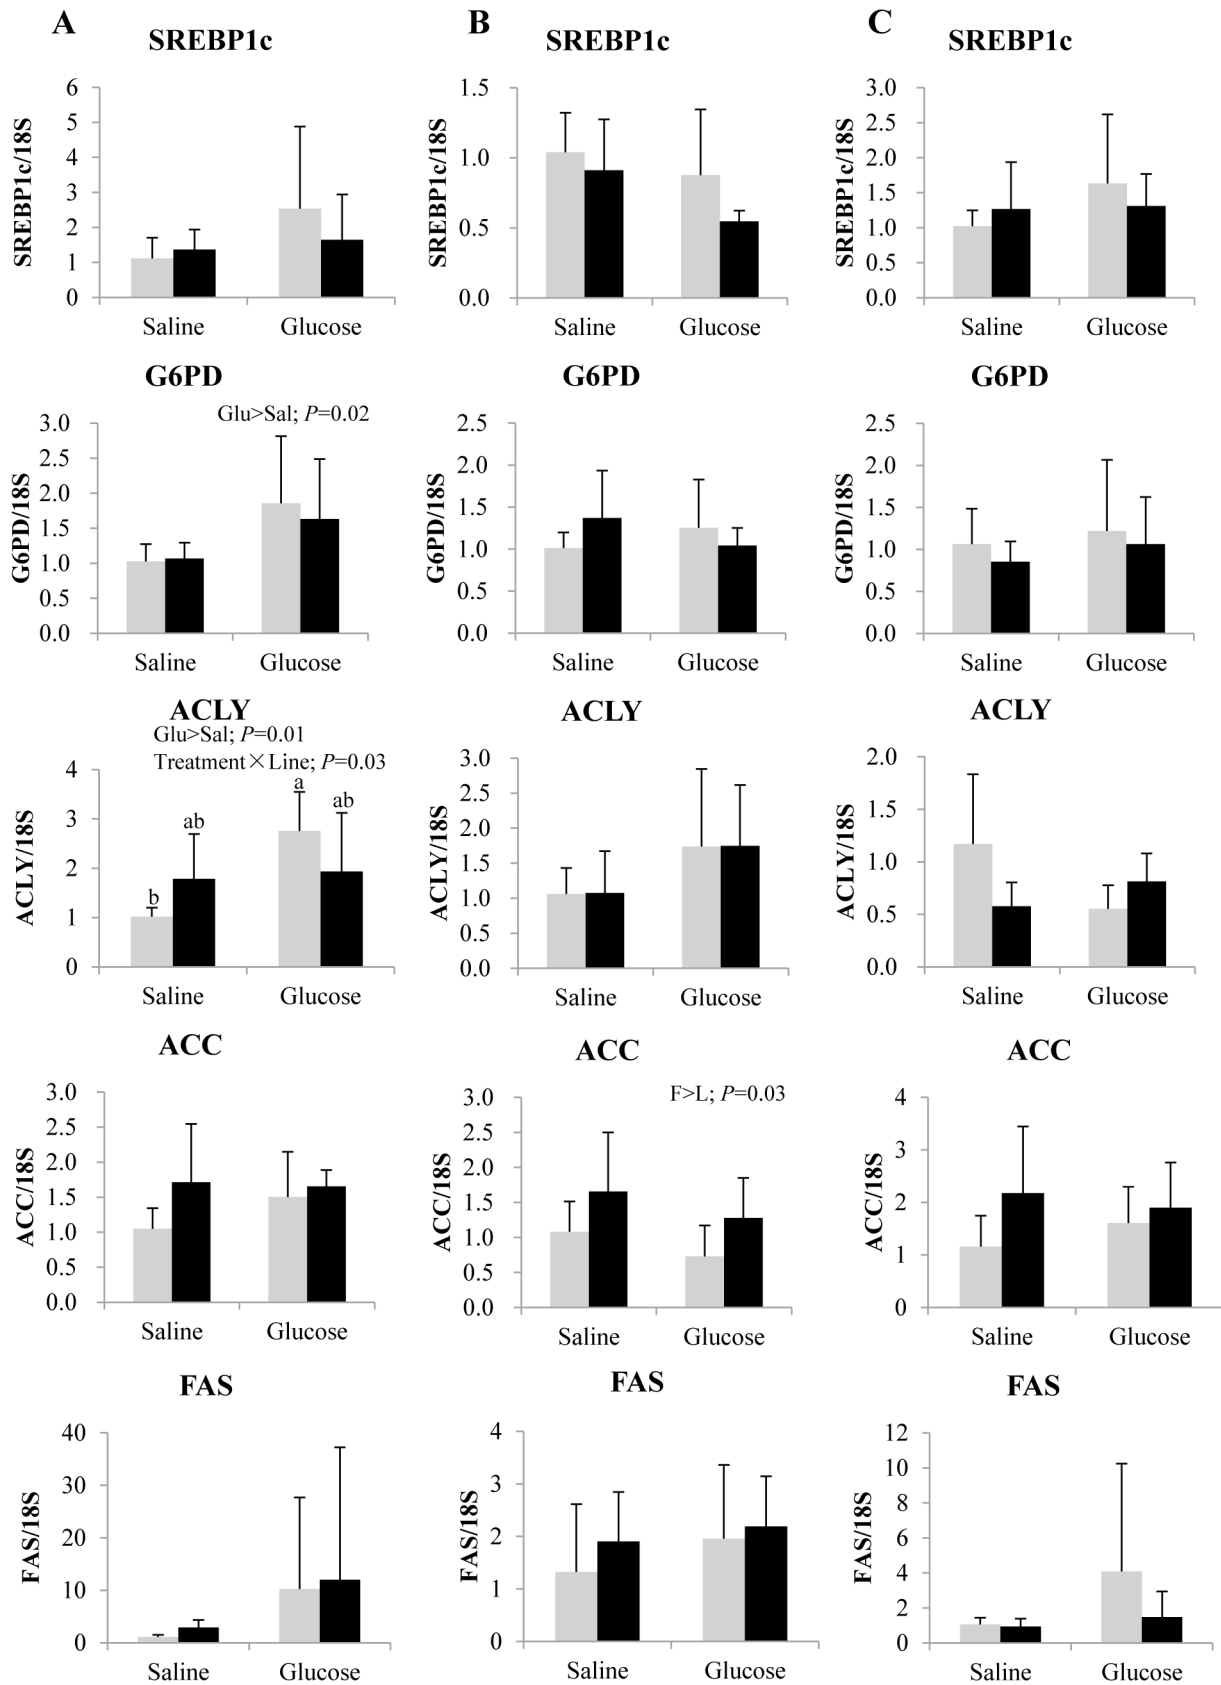 A
B
C
SREBP1c
SREBP1c
SREBP1c
SREBP1c/18S
6
5
4
3
2
1
0
Saline
Glucose
SREBP1c/18S
1.5
1.0
0.5
0.0
Saline
Glucose
SREBP1c/18S
3.0
2.5
2.0
1.5
1.0
0.5
0.0
Saline
Glucose
G6PD
Glu>Sal; P=0.02
G6PD/18S
3.0
2.5
2.0
1.5
1.0
0.5
0.0
Saline
Glucose
G6PD
G6PD/18S
2.5
2.0
1.5
1.0
0.5
0.0
Saline
Glucose
G6PD
G6PD/18S
2.5
2.0
1.5
1.0
0.5
0.0
Saline
Glucose
ACLY
Glu>Sal; P=0.01
Treatment×Line; P=0.03
ACLY/18S
4
3
2
1
0
b
ab
a
ab
Saline
Glucose
ACLY
ACLY/18S
3.0
2.5
2.0
1.5
1.0
0.5
0.0
Saline
Glucose
ACLY
ACLY/18S
2.0
1.5
1.0
0.5
0.0
Saline
Glucose
ACC
ACC/18S
3.0
2.5
2.0
1.5
1.0
0.5
0.0
Saline
Glucose
ACC
F>L; P=0.03
ACC/18S
3.0
2.5
2.0
1.5
1.0
0.5
0.0
Saline
Glucose
ACC
ACC/18S
4
3
2
1
0
Saline
Glucose
FAS
FAS/18S
40
30
20
10
0
Saline
Glucose
FAS
FAS/18S
4
3
2
1
0
Saline
Glucose
FAS
FAS/18S
12
10
8
6
4
2
0
Saline
Glucose